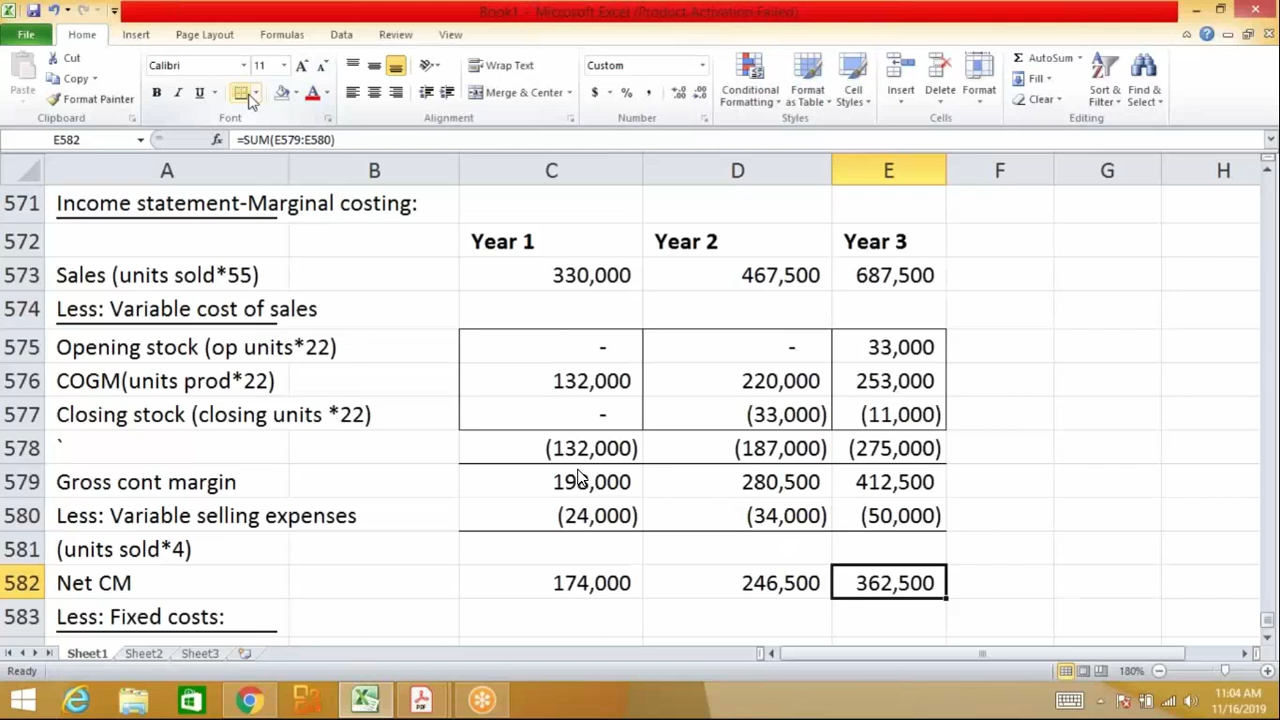 Book1 - Microsoft Excel (Product Activation Failed)
File Home Insert Page Layout Formulas Data Review View
Cut
Copy
Format Painter
Paste
Clipboard
Calibri 11
B I U
Font
Wrap Text
Merge & Center
Alignment
Custom
$ % ,
Number
Conditional Formatting
Format as Table
Cell Styles
Styles
Insert Delete Format
Cells
AutoSum
Fill
Clear
Sort & Filter
Find & Select
Editing
E582 fx =SUM(E579:E580)
A B C D E F G H
571 Income statement-Marginal costing:
572 Year 1 Year 2 Year 3
573 Sales (units sold*55) 330,000 467,500 687,500
574 Less: Variable cost of sales
575 Opening stock (op units*22) - - 33,000
576 COGM(units prod*22) 132,000 220,000 253,000
577 Closing stock (closing units *22) - (33,000) (11,000)
578 ` (132,000) (187,000) (275,000)
579 Gross cont margin 198,000 280,500 412,500
580 Less: Variable selling expenses (24,000) (34,000) (50,000)
581 (units sold*4)
582 Net CM 174,000 246,500 362,500
583 Less: Fixed costs:
Sheet1 Sheet2 Sheet3
Ready 180%
11:04 AM
11/16/2019